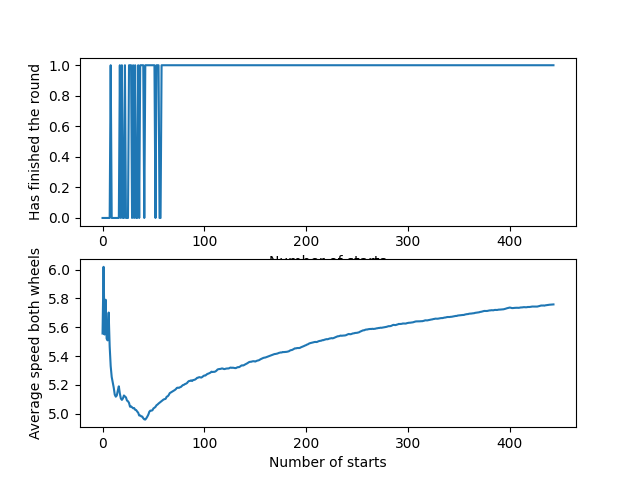 Has finished the round
1.0
0.8
0.6
0.4
0.2
0.0
0 100 200 300 400
Number of starts
Average speed both wheels
6.0
5.8
5.6
5.4
5.2
5.0
0 100 200 300 400
Number of starts